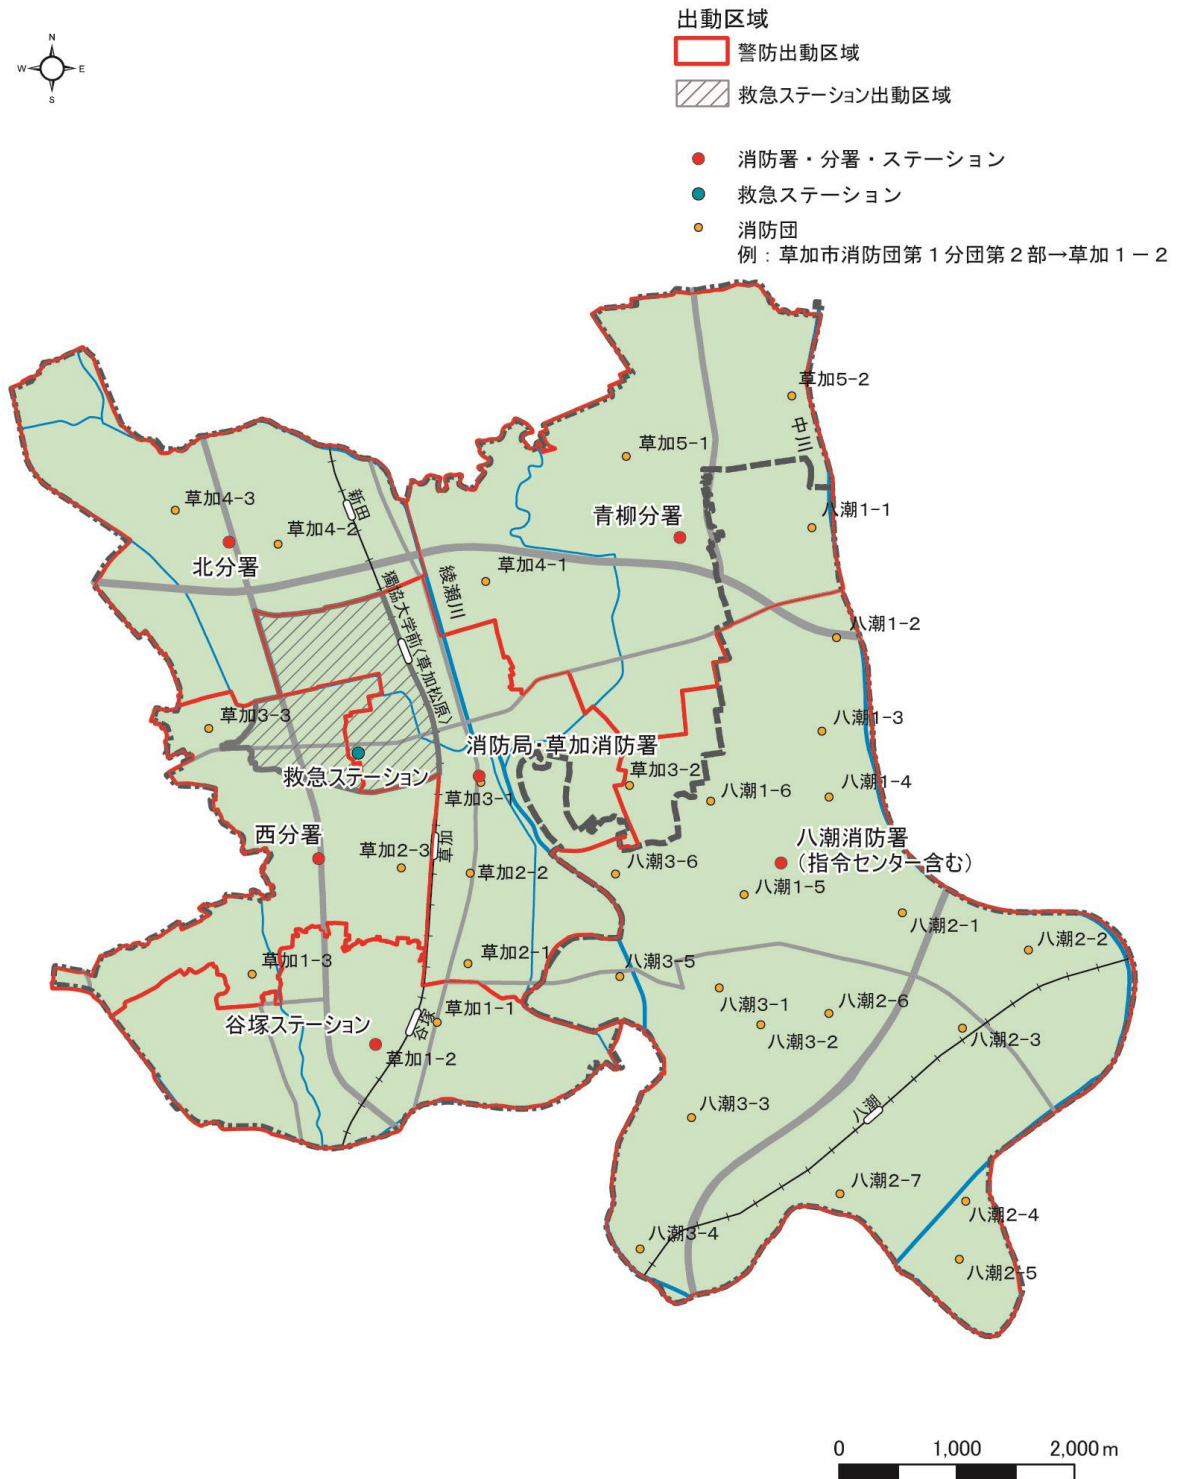 出動区域
警防出動区域
救急ステーション出動区域
消防署・分署・ステーション
救急ステーション
消防団
例：草加市消防団第１分団第２部→草加１－２
N
W
E
S
草加5-2
中川
草加5-1
草加4-3
新田
青柳分署
八潮1-1
草加4-2
北分署
綾瀬川
草加4-1
獨協大学前〈草加松原〉
八潮1-2
草加3-3
八潮1-3
消防局・草加消防署
救急ステーション
草加3-2
草加3-1
八潮1-6
八潮1-4
西分署
草加
八潮消防署
（指令センター含む）
草加2-3
草加2-2
八潮3-6
八潮1-5
八潮2-1
草加1-3
草加2-1
八潮3-5
八潮2-2
八潮3-1
八潮2-6
谷塚ステーション
谷塚
草加1-1
八潮3-2
八潮2-3
草加1-2
八潮3-3
八潮
八潮2-7
八潮2-4
八潮3-4
八潮2-5
0
1,000
2,000m